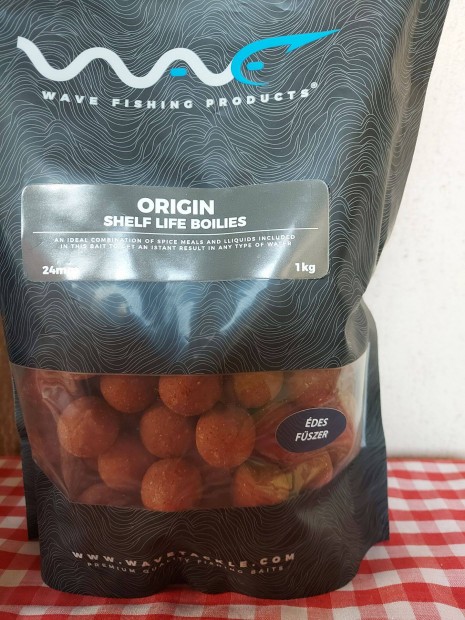 WAVE
WAVE FISHING PRODUCTS®
ORIGIN
SHELF LIFE BOILIES
AN IDEAL COMBINATION OF SPICE MEALS AND LLIQUIDS INCLUDED
IN THIS BAIT TO GET AN ISTANT RESULT IN ANY TYPE OF WATER
24mm 1kg
ÉDES
FŰSZER
WWW.WAVETACKLE.COM
PREMIUM QUALITY FISHING BAITS